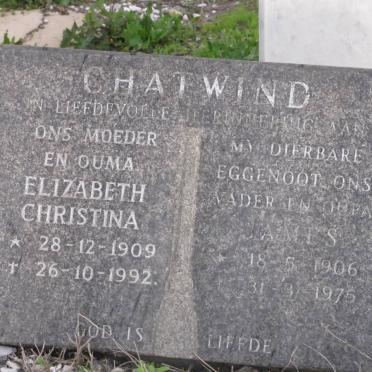 CHATWIND
IN LIEFDEVOLLE HERINNERING AAN
ONS MOEDER
EN OUMA
ELIZABETH
CHRISTINA
* 28-12-1909
✝ 26-10-1992.
MY DIERBARE
EGGENOOT ONS
VADER EN OUPA
JAMES
* 18-5-1906
31-3-1975
GOD IS LIEFDE